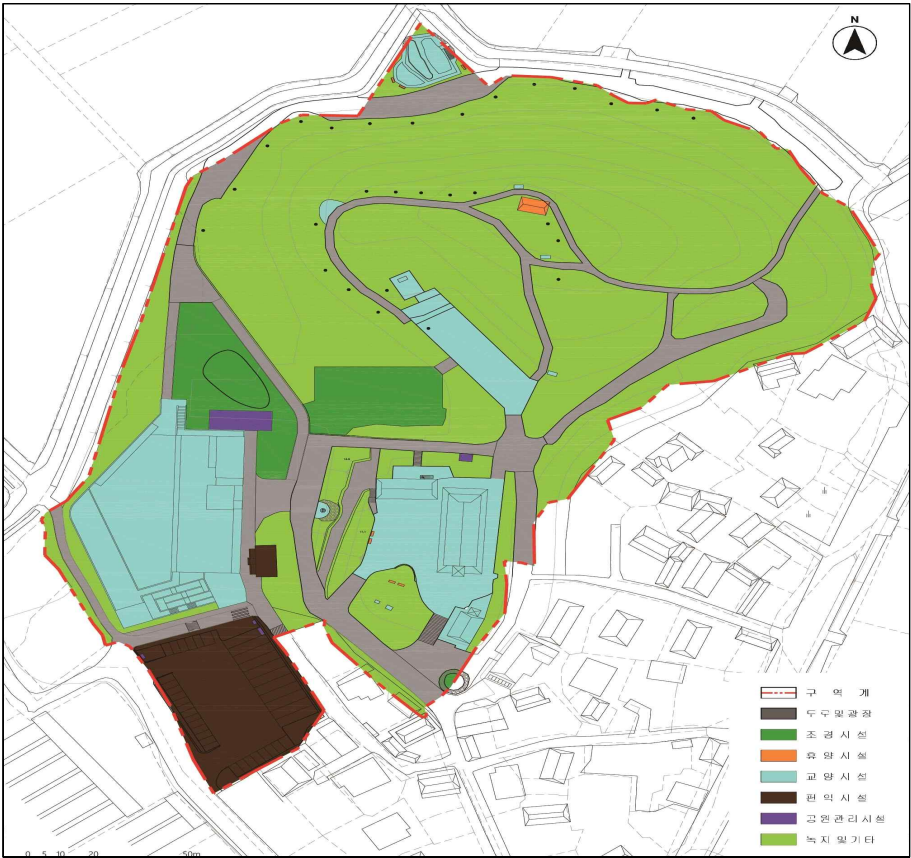 N
구 역 계
도로및광장
조 경 시 설
휴 양 시 설
교 양 시 설
편 익 시 설
공원관리시설
녹지 및기타
0 5 10 20 50m